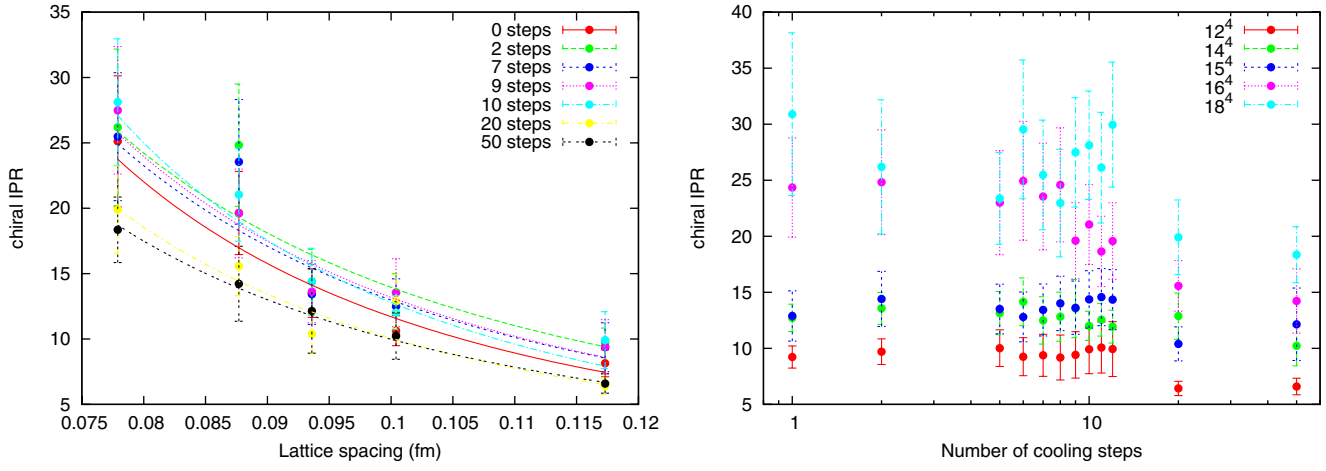 chiral IPR
35
30
25
20
15
10
5
0.075
0.08
0.085
0.09
0.095
0.1
0.105
0.11
0.115
0.12
Lattice spacing (fm)
0 steps
2 steps
7 steps
9 steps
10 steps
20 steps
50 steps
chiral IPR
40
35
30
25
20
15
10
5
1
10
Number of cooling steps
12^4
14^4
15^4
16^4
18^4